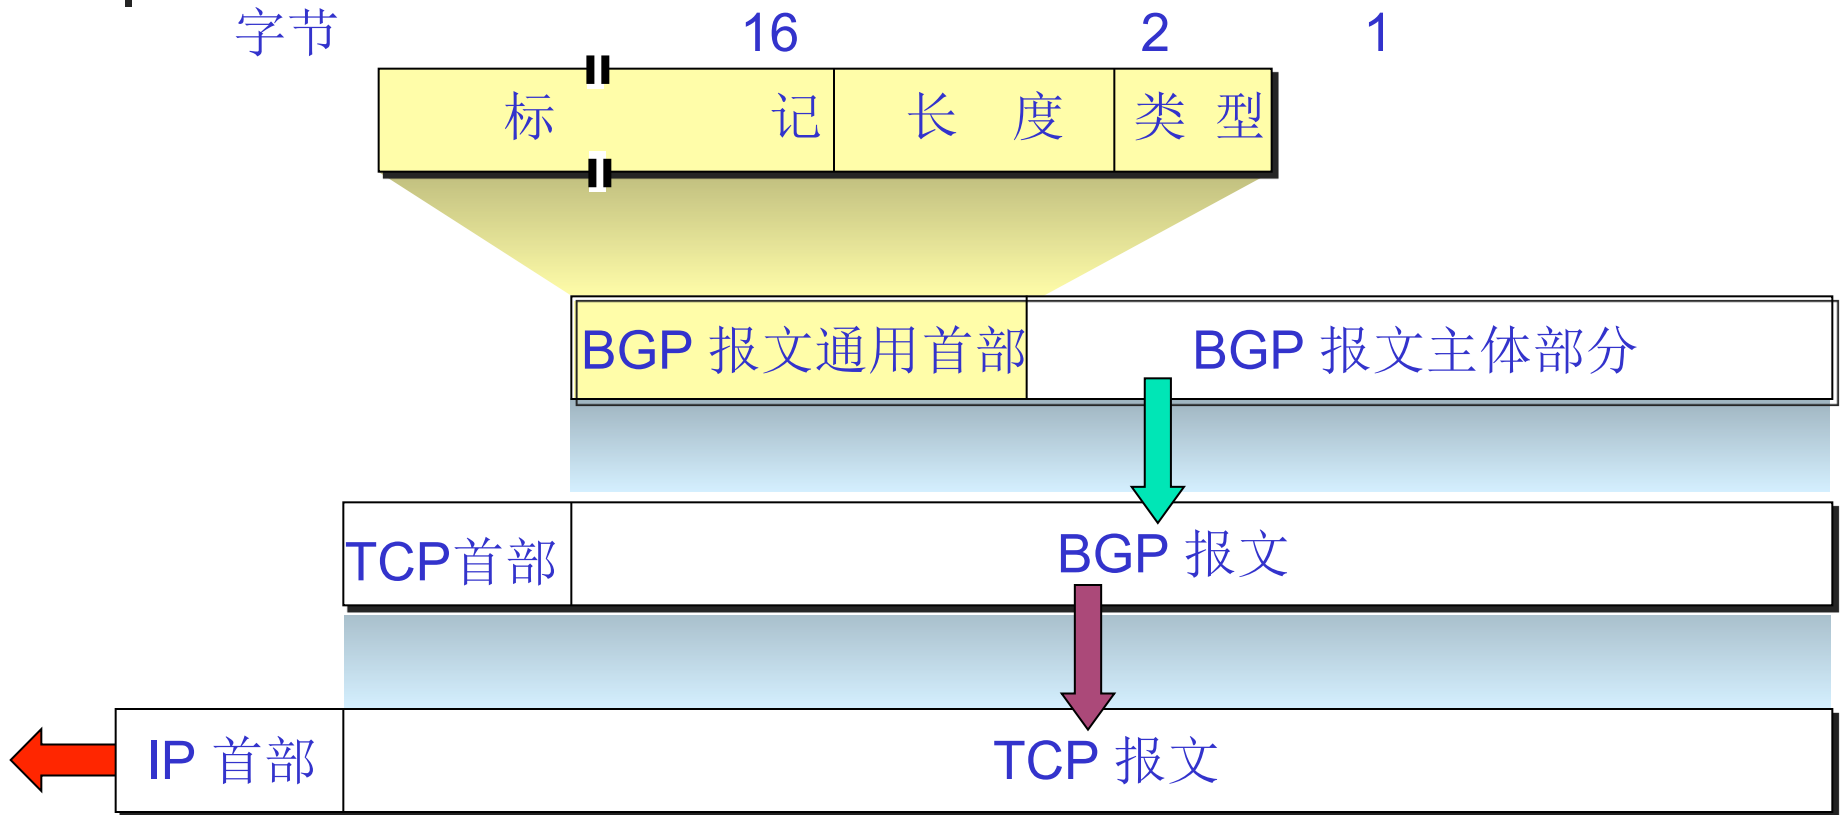 字节 16 2 1
标 记 长 度 类 型
BGP 报文通用首部 BGP 报文主体部分
TCP首部 BGP 报文
IP 首部 TCP 报文